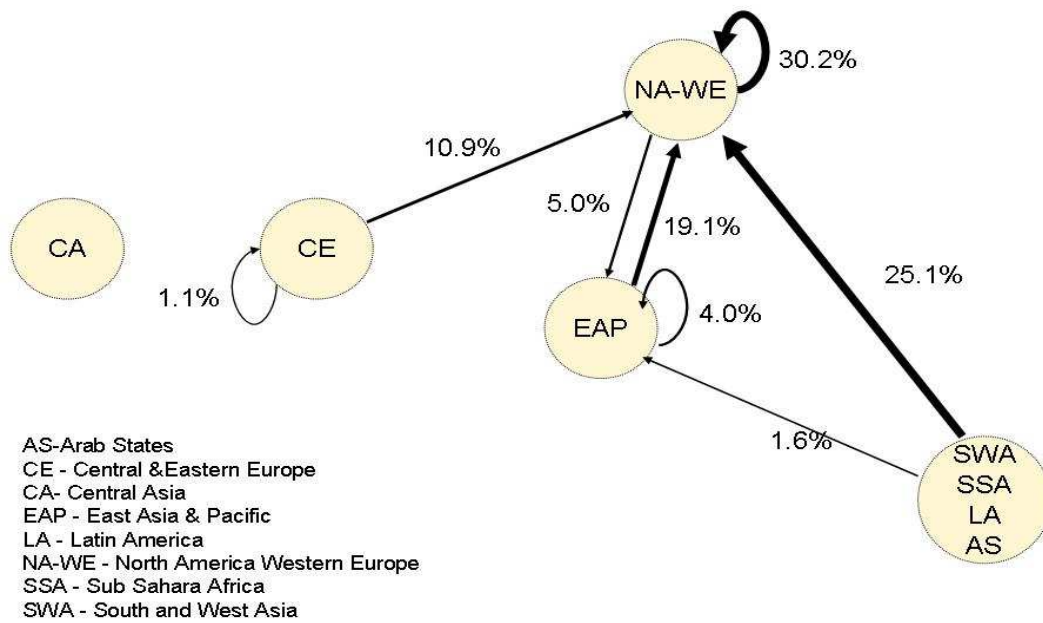 NA-WE
30.2%
10.9%
5.0%
19.1%
CA
CE
1.1%
25.1%
EAP
4.0%
1.6%
SWA
SSA
LA
AS
AS-Arab States
CE - Central &Eastern Europe
CA- Central Asia
EAP - East Asia & Pacific
LA - Latin America
NA-WE - North America Western Europe
SSA - Sub Sahara Africa
SWA - South and West Asia